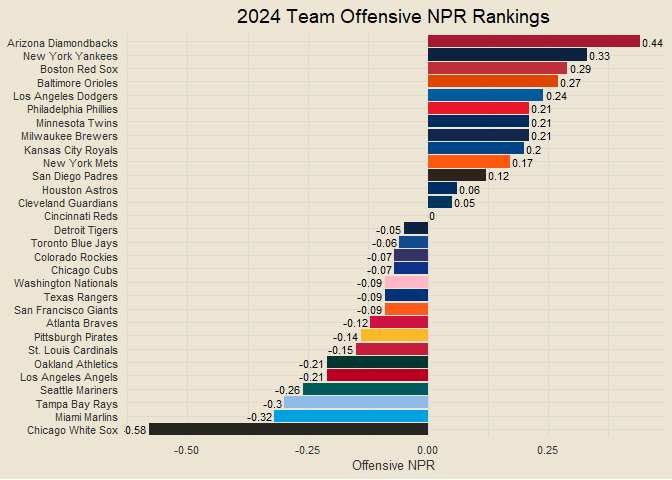 2024 Team Offensive NPR Rankings
Arizona Diamondbacks 0.44
New York Yankees 0.33
Boston Red Sox 0.29
Baltimore Orioles 0.27
Los Angeles Dodgers 0.24
Philadelphia Phillies 0.21
Minnesota Twins 0.21
Milwaukee Brewers 0.21
Kansas City Royals 0.2
New York Mets 0.17
San Diego Padres 0.12
Houston Astros 0.06
Cleveland Guardians 0.05
Cincinnati Reds 0
Detroit Tigers -0.05
Toronto Blue Jays -0.06
Colorado Rockies -0.07
Chicago Cubs -0.07
Washington Nationals -0.09
Texas Rangers -0.09
San Francisco Giants -0.09
Atlanta Braves -0.12
Pittsburgh Pirates -0.14
St. Louis Cardinals -0.15
Oakland Athletics -0.21
Los Angeles Angels -0.21
Seattle Mariners -0.26
Tampa Bay Rays -0.3
Miami Marlins -0.32
Chicago White Sox -0.58
-0.50 -0.25 0.00 0.25
Offensive NPR